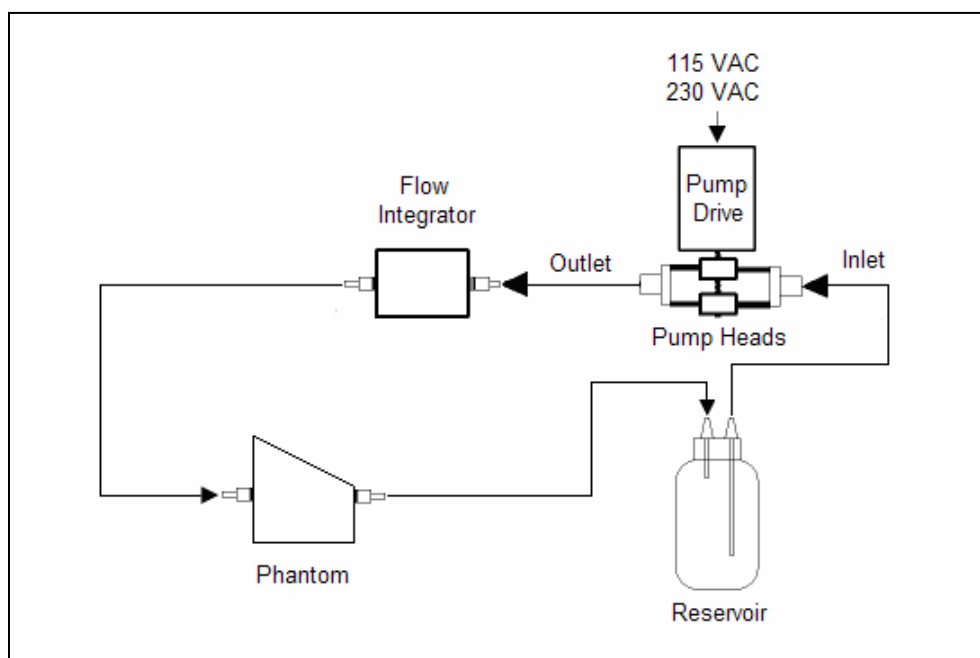 115 VAC
230 VAC
Pump
Drive
Flow
Integrator
Outlet
Inlet
Pump Heads
Phantom
Reservoir